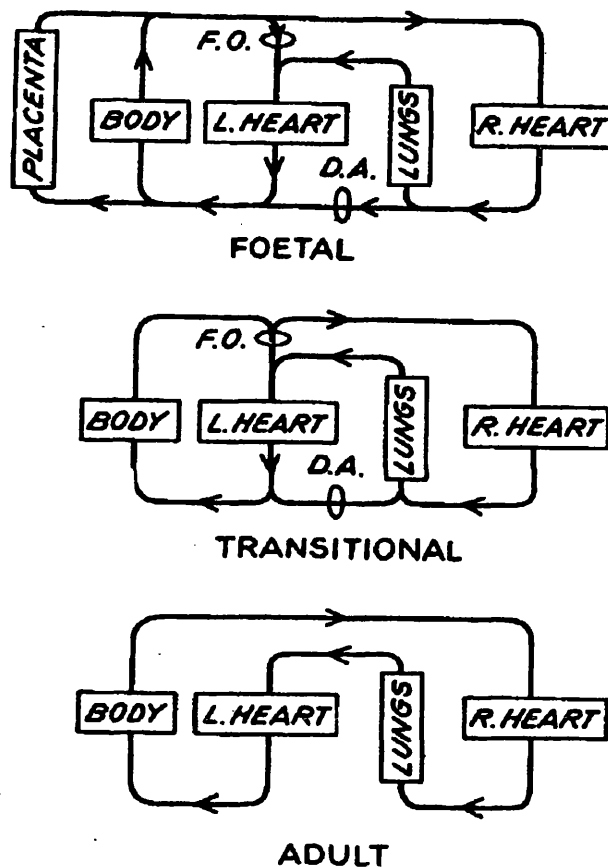 F.O.
PLACENTA
BODY
L. HEART
LUNGS
R. HEART
D.A.
FOETAL
F.O.
BODY
L. HEART
LUNGS
R. HEART
D.A.
TRANSITIONAL
BODY
L. HEART
LUNGS
R. HEART
ADULT